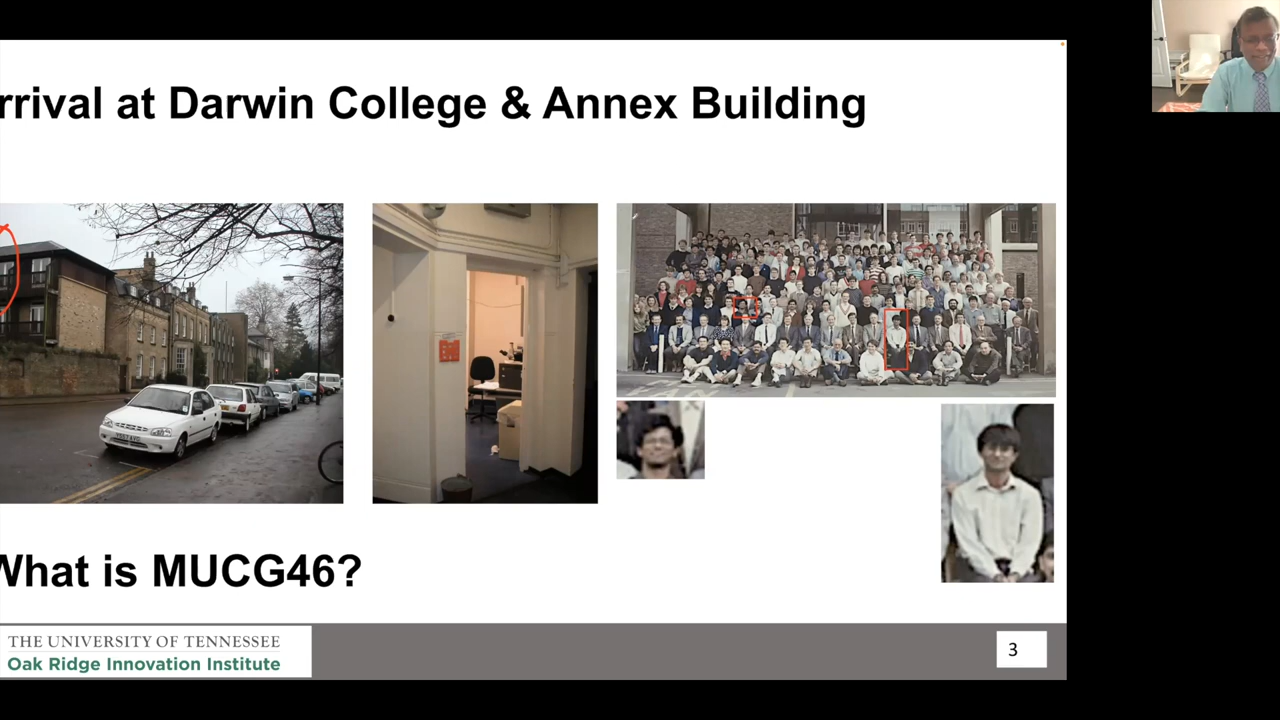 rrival at Darwin College & Annex Building
What is MUCG46?
THE UNIVERSITY OF TENNESSEE
Oak Ridge Innovation Institute
3